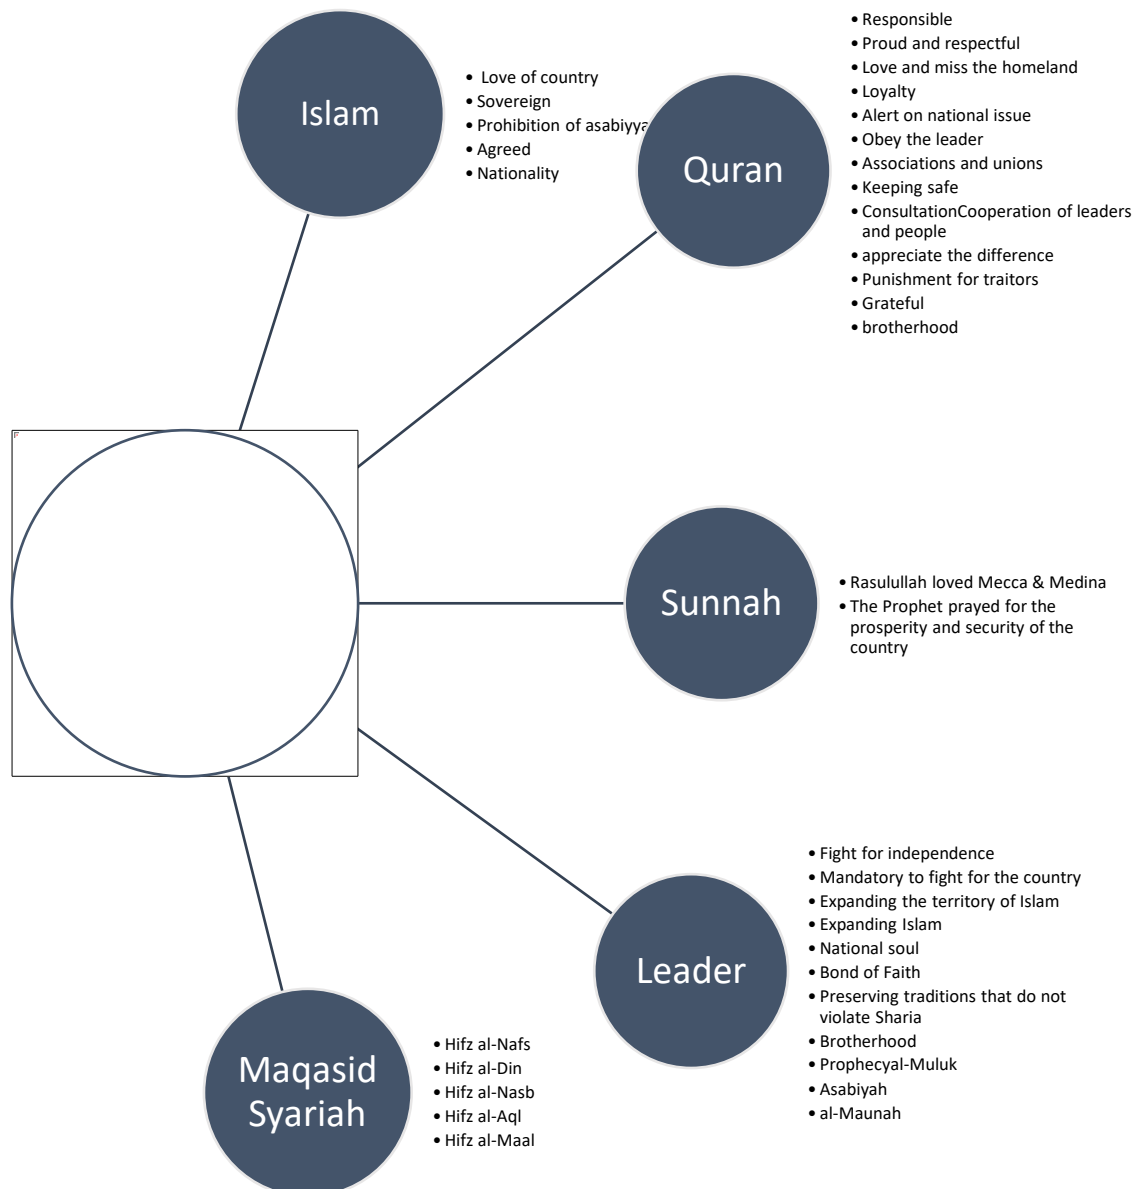 Islam
• Love of country
• Sovereign
• Prohibition of asabiyya
• Agreed
• Nationality
Quran
• Responsible
• Proud and respectful
• Love and miss the homeland
• Loyalty
• Alert on national issue
• Obey the leader
• Associations and unions
• Keeping safe
• ConsultationCooperation of leaders
and people
• appreciate the difference
• Punishment for traitors
• Grateful
• brotherhood
Sunnah
• Rasulullah loved Mecca & Medina
• The Prophet prayed for the
prosperity and security of the
country
Leader
• Fight for independence
• Mandatory to fight for the country
• Expanding the territory of Islam
• Expanding Islam
• National soul
• Bond of Faith
• Preserving traditions that do not
violate Sharia
• Brotherhood
• Prophecyal-Muluk
• Asabiyah
• al-Maunah
Maqasid
Syariah
• Hifz al-Nafs
• Hifz al-Din
• Hifz al-Nasb
• Hifz al-Aql
• Hifz al-Maal